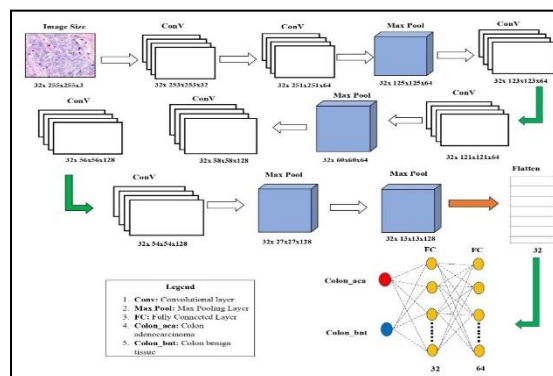 Image Size
ConV
ConV
Max Pool
ConV
32x 255x255x3
32x 253x253x32
32x 251x251x64
32x 125x125x64
32x 123x123x64
ConV
ConV
Max Pool
ConV
32x 56x56x128
32x 58x58x128
32x 60x60x64
32x 121x121x64
ConV
Max Pool
Max Pool
Flatten
32x 54x54x128
32x 27x27x128
32x 13x13x128
32
FC
FC
Colon_aca
Colon_bnt
32
64
Legend
1. Conv: Convolutional layer
2. Max Pool: Max Pooling Layer
3. FC: Fully Connected Layer
4. Colon_aca: Colon
adenocarcinoma
5. Colon_bnt: Colon benign
tissue